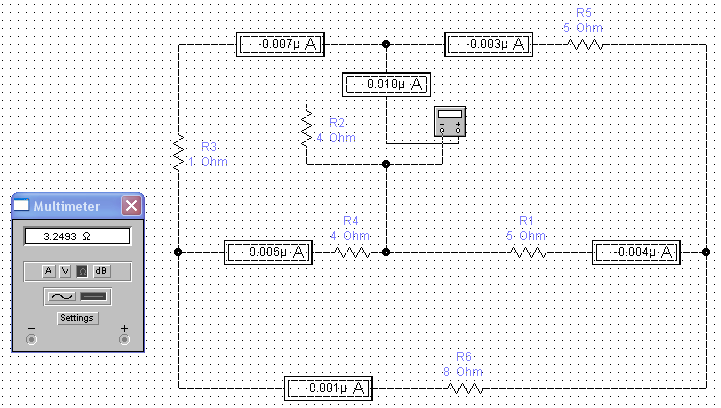 R5
5 Ohm
-0.007µ A
-0.003µ A
0.010µ A
R2
4 Ohm
R3
1 Ohm
Multimeter
3.2493 Ω
A V Ω dB
Settings
− +
R4
4 Ohm
R1
5 Ohm
0.005µ A
-0.004µ A
R6
8 Ohm
0.001µ A